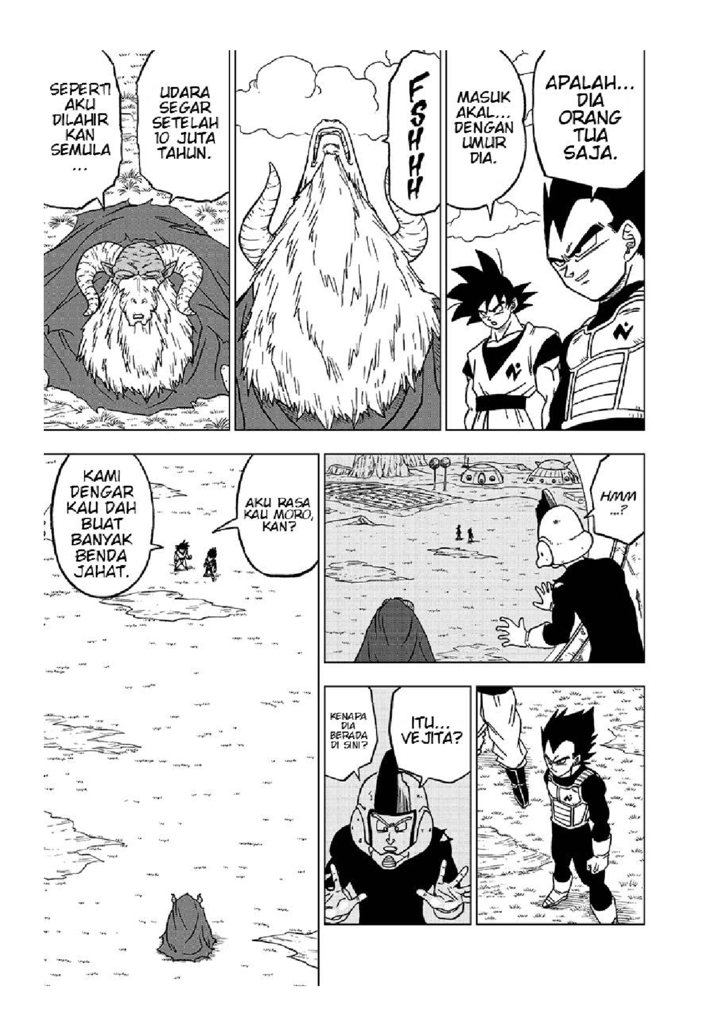 APALAH...
DIA
ORANG
TUA
SAJA.
MASUK
AKAL...
DENGAN
UMUR
DIA.
FSHHH
UDARA
SEGAR
SETELAH
10 JUTA
TAHUN.
SEPERTI
AKU
DILAHIR
KAN
SEMULA
...
HMM
...?
AKU RASA
KAU MORO,
KAN?
KAMI
DENGAR
KAU DAH
BUAT
BANYAK
BENDA
JAHAT.
ITU...
VEJITA?
KENAPA
DIA
BERADA
DI SINI?